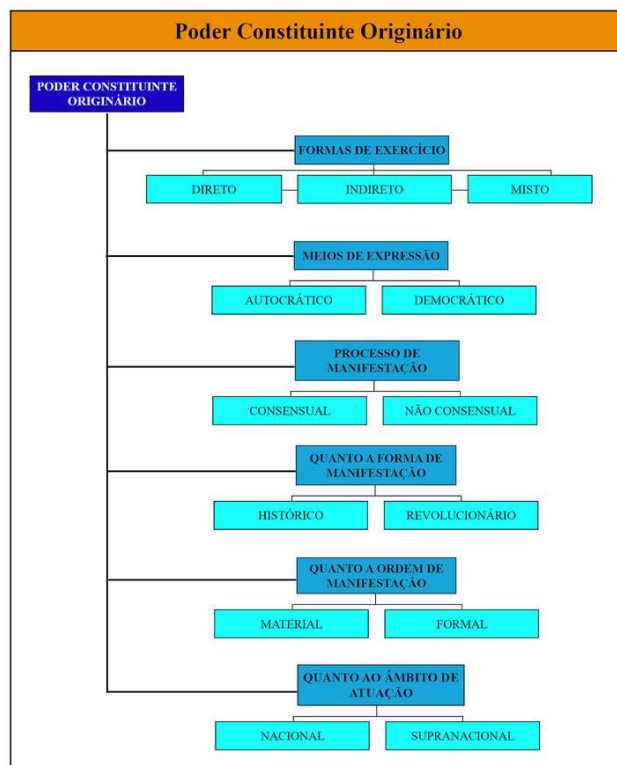 Poder Constituinte Originário
PODER CONSTITUINTE
ORIGINÁRIO
FORMAS DE EXERCÍCIO
DIRETO
INDIRETO
MISTO
MEIOS DE EXPRESSÃO
AUTOCRÁTICO
DEMOCRÁTICO
PROCESSO DE
MANIFESTAÇÃO
CONSENSUAL
NÃO CONSENSUAL
QUANTO A FORMA DE
MANIFESTAÇÃO
HISTÓRICO
REVOLUCIONÁRIO
QUANTO A ORDEM DE
MANIFESTAÇÃO
MATERIAL
FORMAL
QUANTO AO ÂMBITO DE
ATUAÇÃO
NACIONAL
SUPRANACIONAL